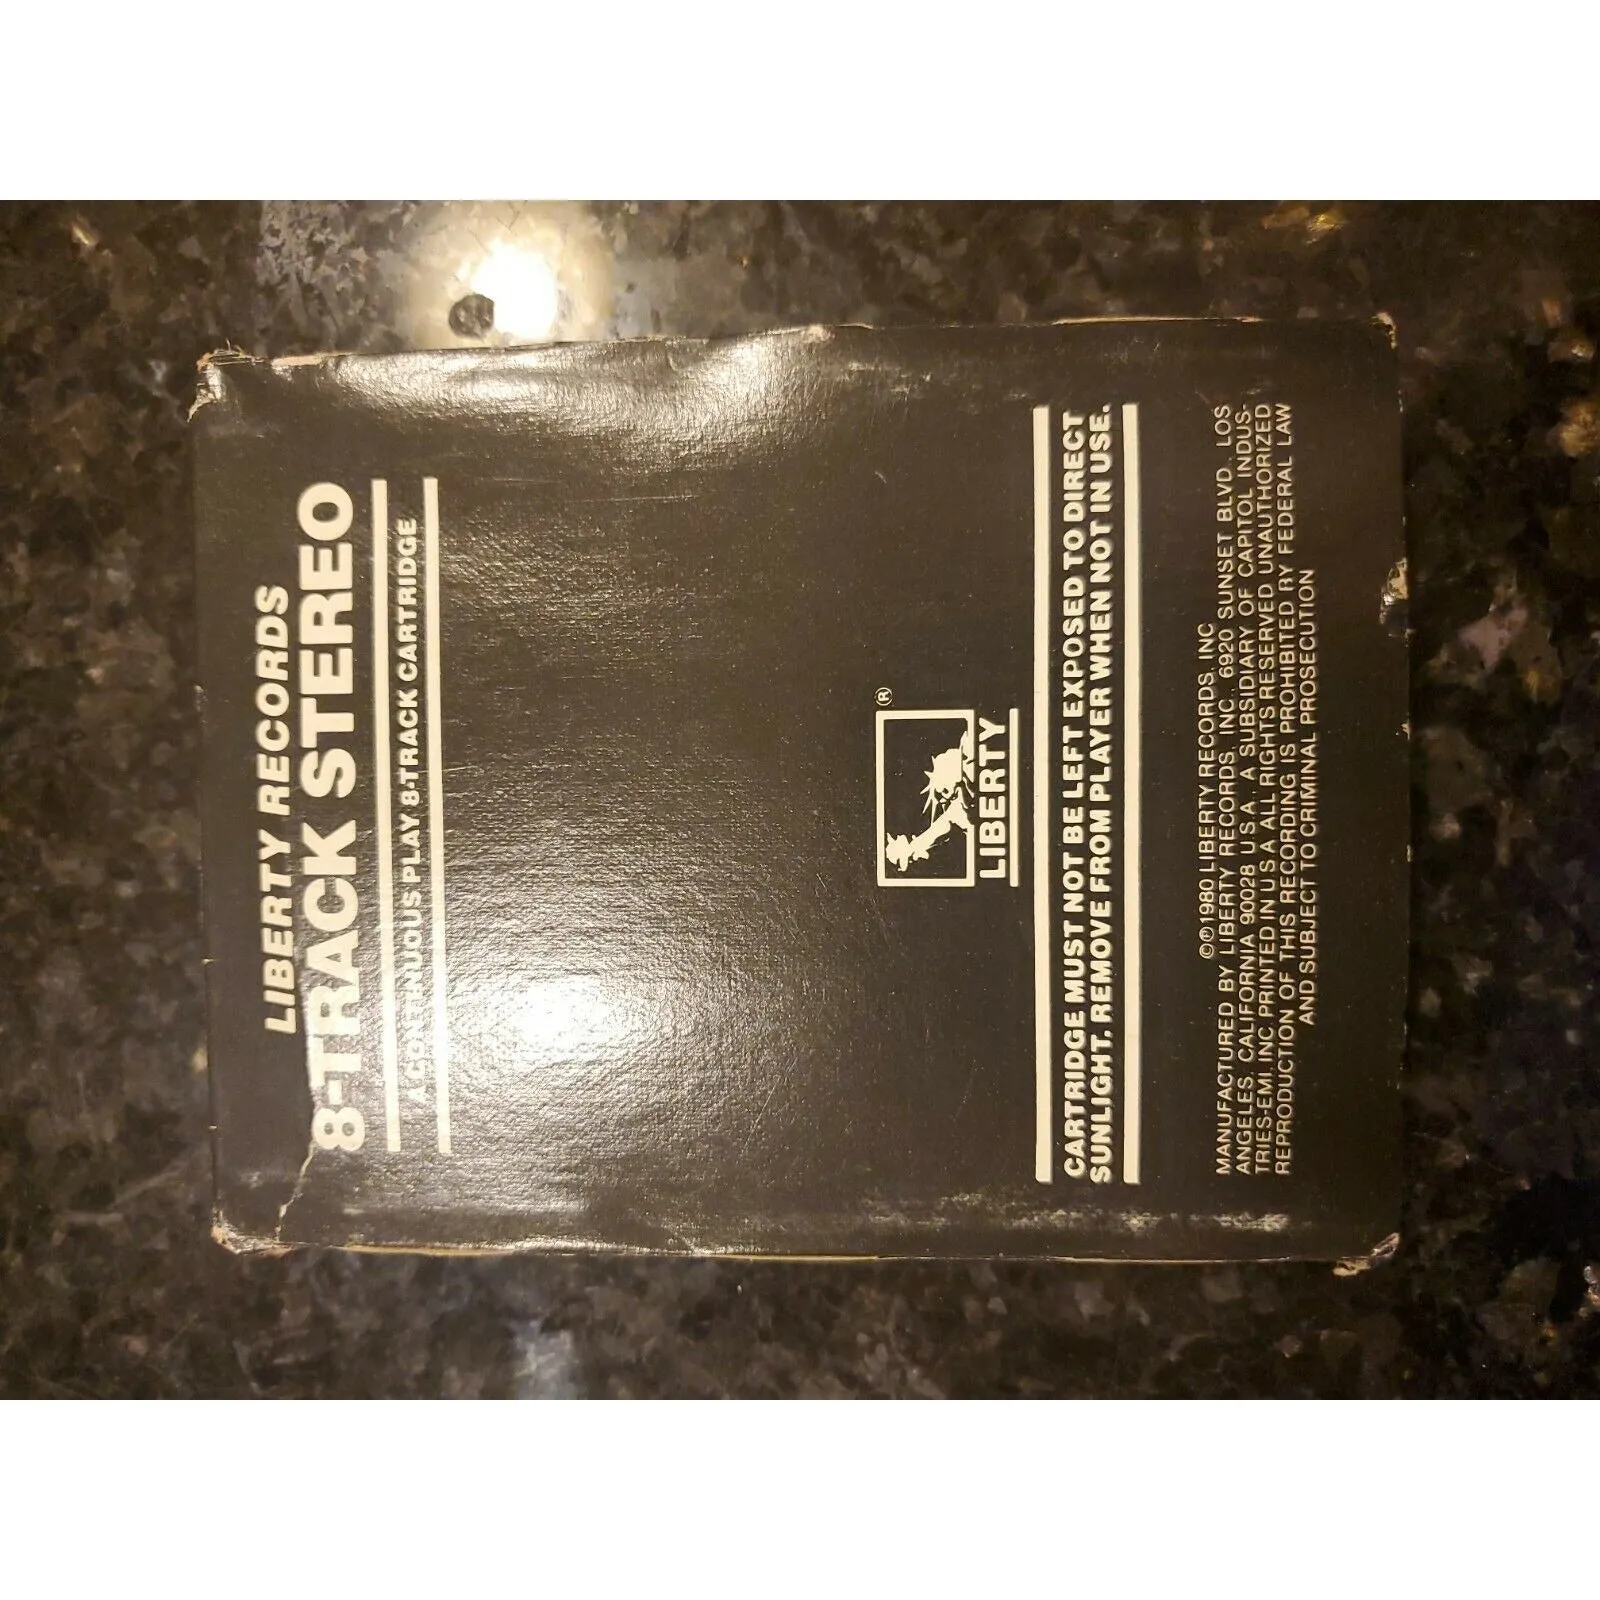 LIBERTY RECORDS
8-TRACK STEREO
A CONTINUOUS PLAY 8-TRACK CARTRIDGE
®
LIBERTY
CARTRIDGE MUST NOT BE LEFT EXPOSED TO DIRECT
SUNLIGHT. REMOVE FROM PLAYER WHEN NOT IN USE.
©℗1980 LIBERTY RECORDS, INC
MANUFACTURED BY LIBERTY RECORDS, INC., 6920 SUNSET BLVD. LOS
ANGELES, CALIFORNIA 90028 U.S.A., A SUBSIDIARY OF CAPITOL INDUS-
TRIES-EMI, INC. PRINTED IN U.S.A. ALL RIGHTS RESERVED UNAUTHORIZED
REPRODUCTION OF THIS RECORDING IS PROHIBITED BY FEDERAL LAW
AND SUBJECT TO CRIMINAL PROSECUTION